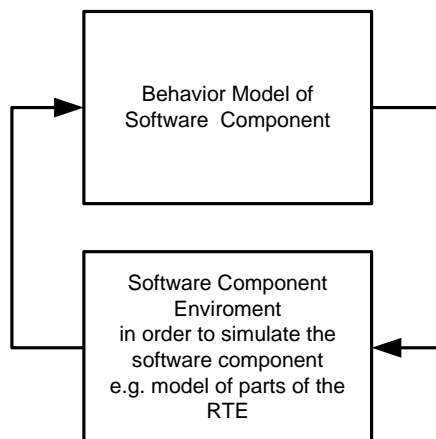 Behavior Model of
Software Component
Software Component
Enviroment
in order to simulate the
software component
e.g. model of parts of the
RTE